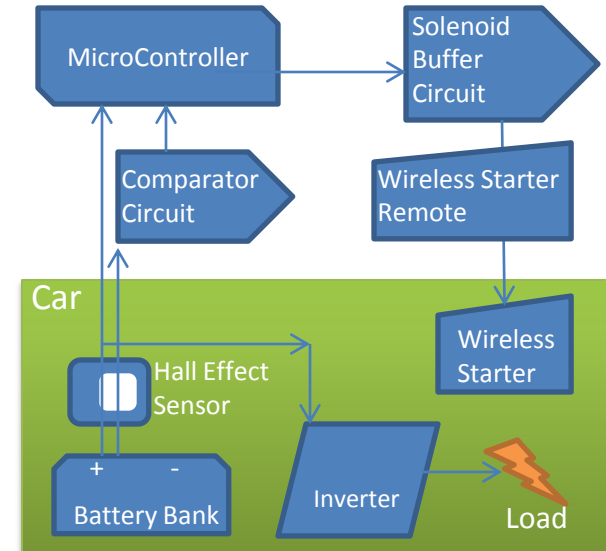 MicroController
Solenoid
Buffer
Circuit
Comparator
Circuit
Wireless Starter
Remote
Car
Wireless
Starter
Hall Effect
Sensor
+ -
Battery Bank
Inverter
Load